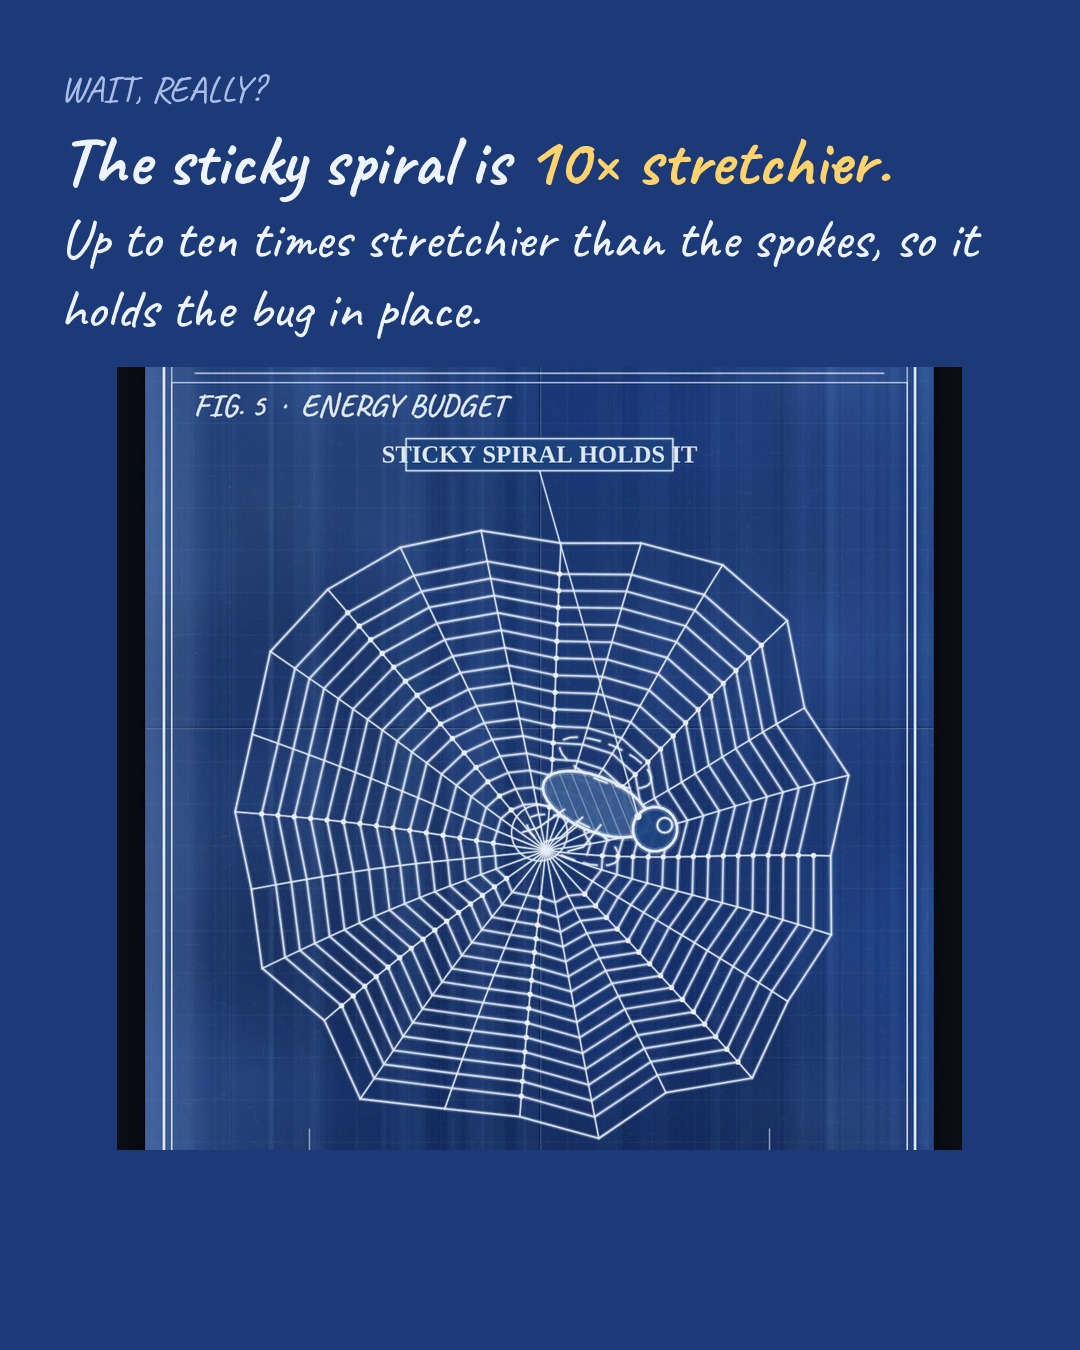 WAIT, REALLY?
The sticky spiral is 10× stretchier.
Up to ten times stretchier than the spokes, so it
holds the bug in place.
FIG. 5 · ENERGY BUDGET
STICKY SPIRAL HOLDS IT